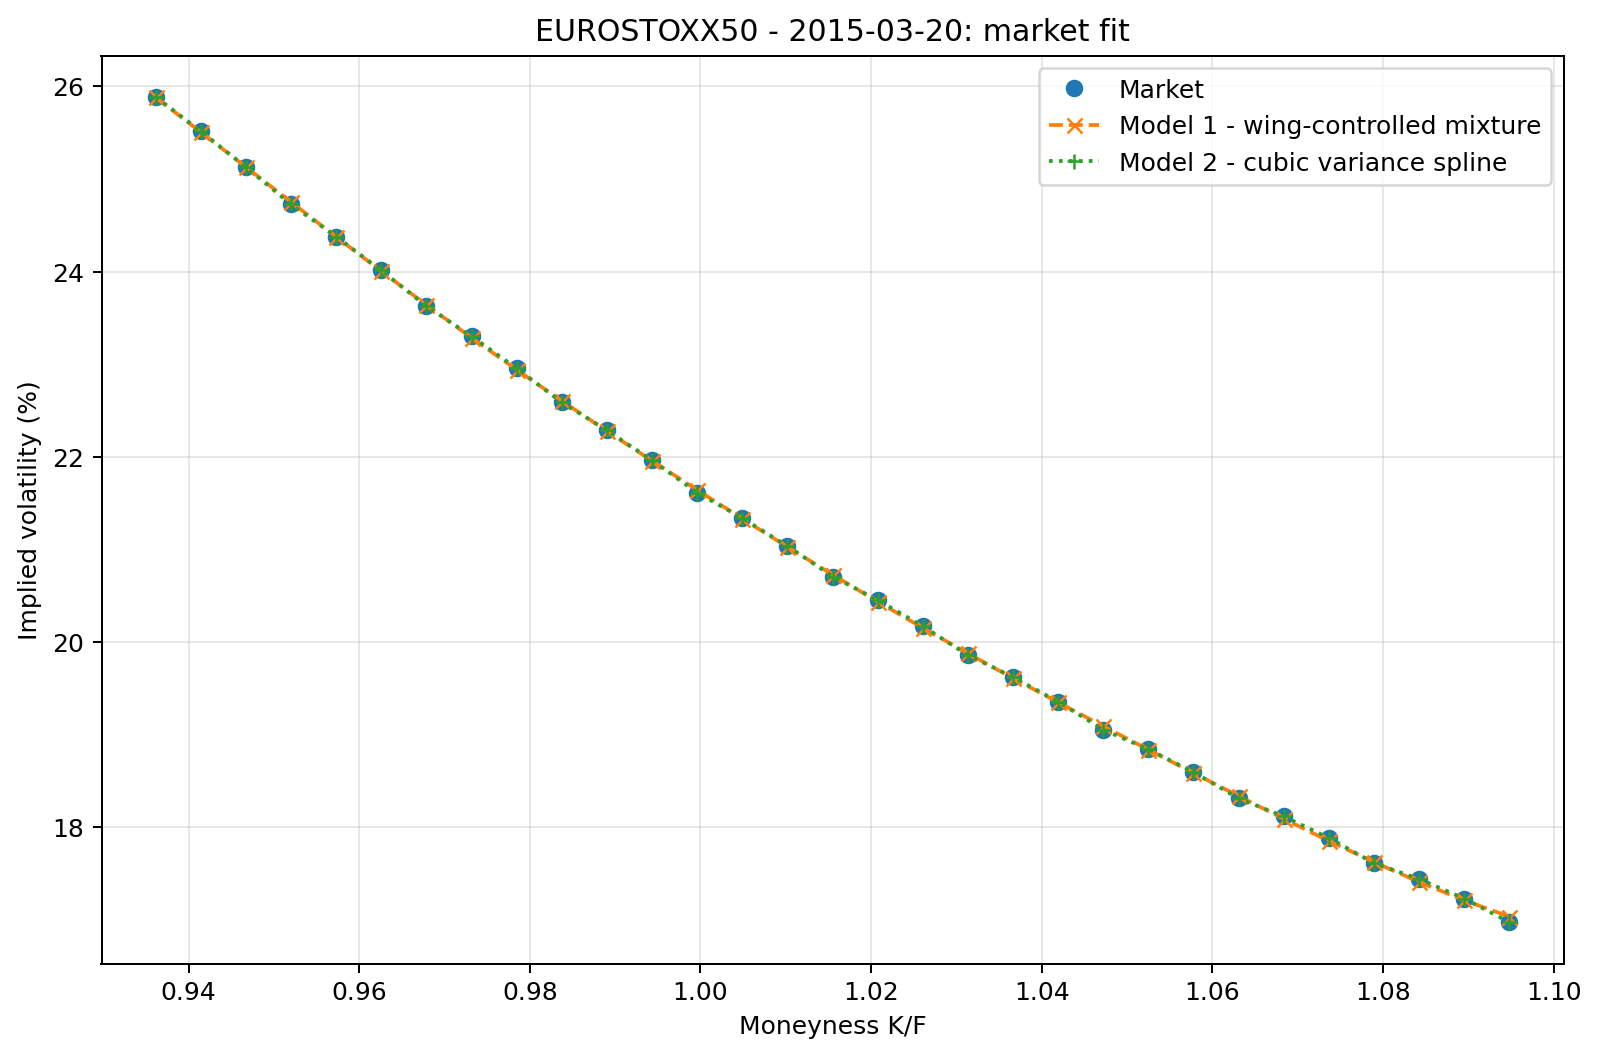 EUROSTOXX50 - 2015-03-20: market fit
Market
Model 1 - wing-controlled mixture
Model 2 - cubic variance spline
Implied volatility (%)
26
24
22
20
18
0.94 0.96 0.98 1.00 1.02 1.04 1.06 1.08 1.10
Moneyness K/F